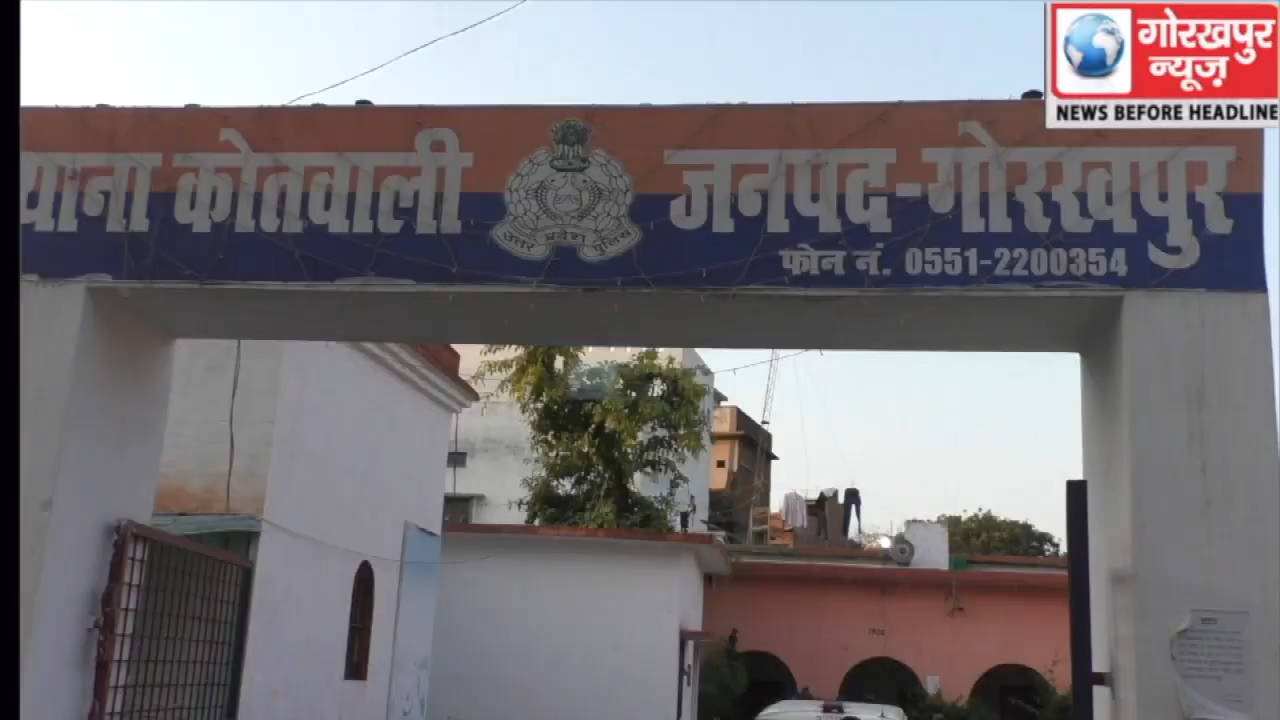 गोरखपुर
न्यूज़
NEWS BEFORE HEADLINE
थाना कोतवाली
जनपद-गोरखपुर
उत्तर प्रदेश पुलिस
फोन नं. 0551-2200354